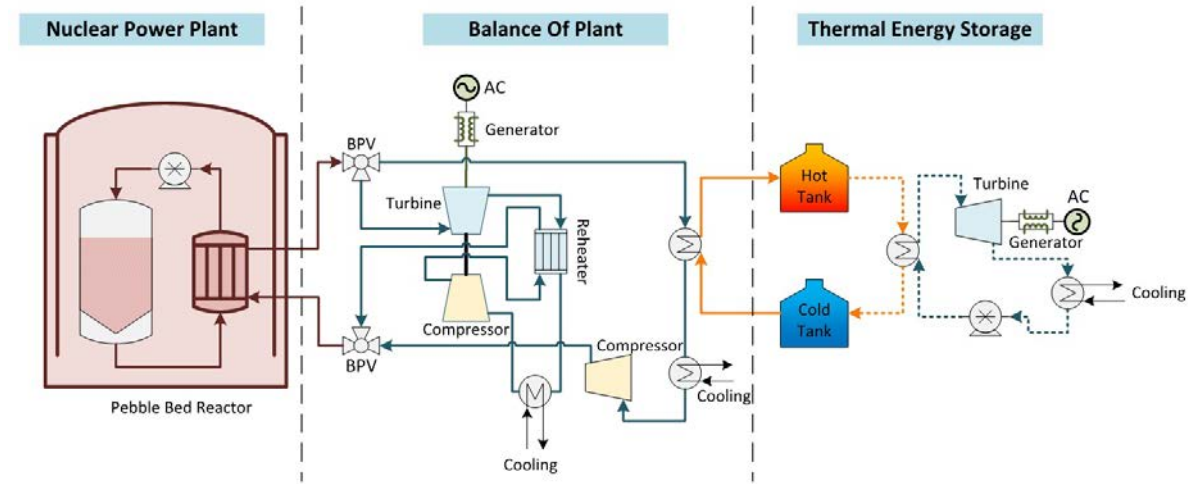 Nuclear Power Plant
Balance Of Plant
Thermal Energy Storage
AC
Generator
BPV
Turbine
Reheater
Compressor
BPV
Compressor
Cooling
Cooling
Hot
Tank
Cold
Tank
Turbine
AC
Generator
Cooling
Pebble Bed Reactor